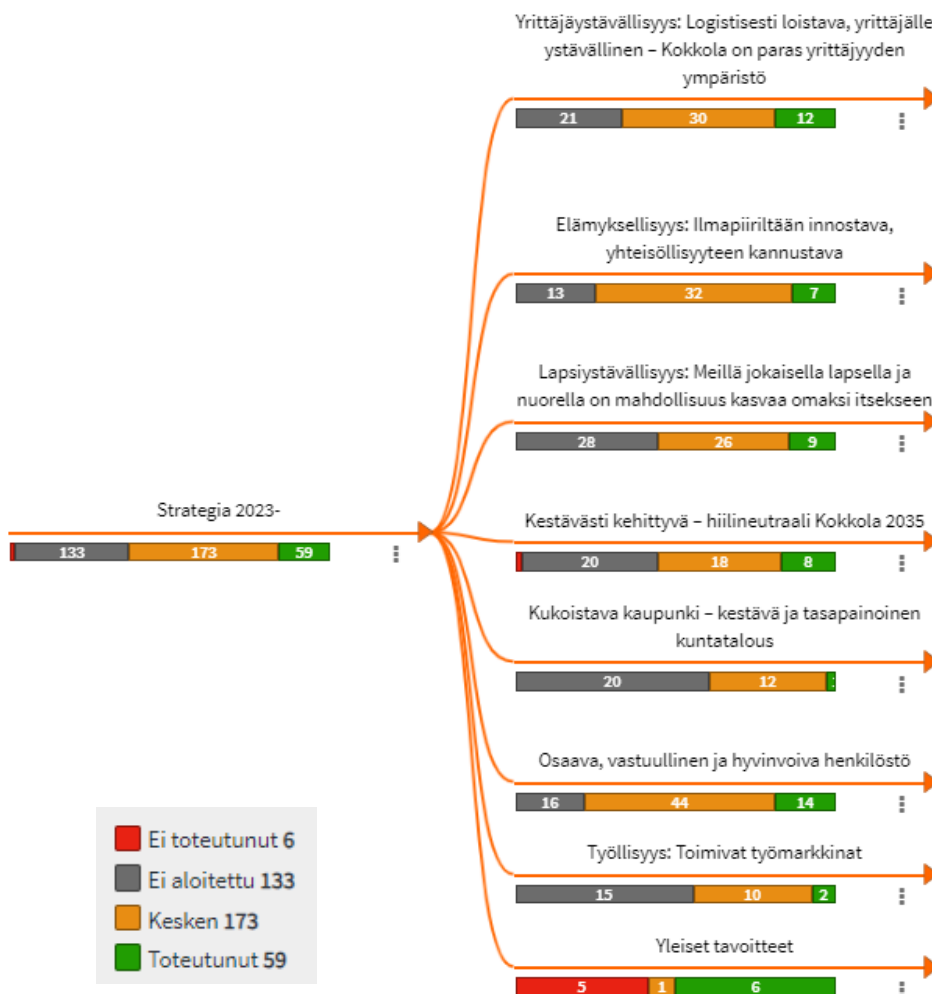 Yrittäjäystävällisyys: Logistisesti loistava, yrittäjälle
ystävällinen – Kokkola on paras yrittäjyyden
ympäristö
21 30 12
Elämyksellisyys: Ilmapiiriltään innostava,
yhteisöllisyyteen kannustava
13 32 7
Lapsiystävällisyys: Meillä jokaisella lapsella ja
nuorella on mahdollisuus kasvaa omaksi itsekseen
28 26 9
Strategia 2023-
133 173 59
Kestävästi kehittyvä – hiilineutraali Kokkola 2035
20 18 8
Kukoistava kaupunki – kestävä ja tasapainoinen
kuntatalous
20 12
Osaava, vastuullinen ja hyvinvoiva henkilöstö
16 44 14
Työllisyys: Toimivat työmarkkinat
15 10 2
Yleiset tavoitteet
5 1 6
Ei toteutunut 6
Ei aloitettu 133
Kesken 173
Toteutunut 59